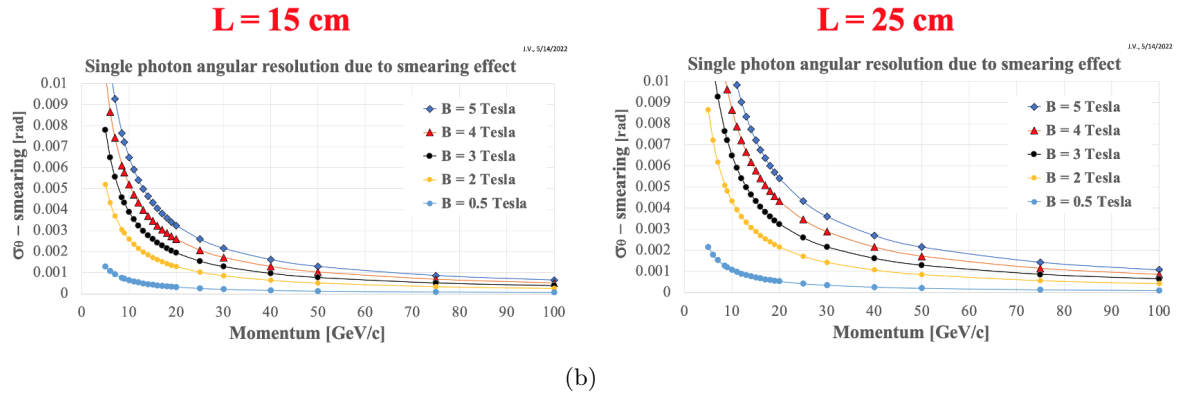 L = 15 cm
J.V., 5/14/2022
Single photon angular resolution due to smearing effect
σθ – smearing [rad]
0.01
0.009
0.008
0.007
0.006
0.005
0.004
0.003
0.002
0.001
0
B = 5 Tesla
B = 4 Tesla
B = 3 Tesla
B = 2 Tesla
B = 0.5 Tesla
0 10 20 30 40 50 60 70 80 90 100
Momentum [GeV/c]
L = 25 cm
J.V., 5/14/2022
Single photon angular resolution due to smearing effect
σθ – smearing [rad]
0.01
0.009
0.008
0.007
0.006
0.005
0.004
0.003
0.002
0.001
0
B = 5 Tesla
B = 4 Tesla
B = 3 Tesla
B = 2 Tesla
B = 0.5 Tesla
0 10 20 30 40 50 60 70 80 90 100
Momentum [GeV/c]
(b)